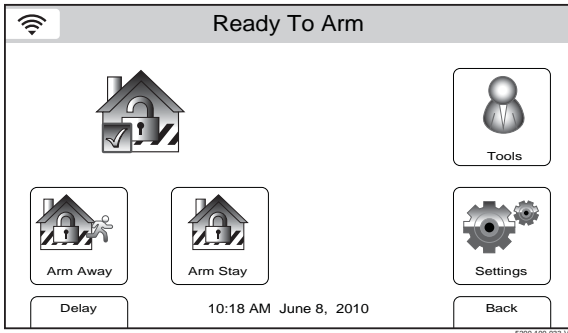 Ready To Arm
Tools
Arm Away
Arm Stay
Settings
Delay
10:18 AM June 8, 2010
Back